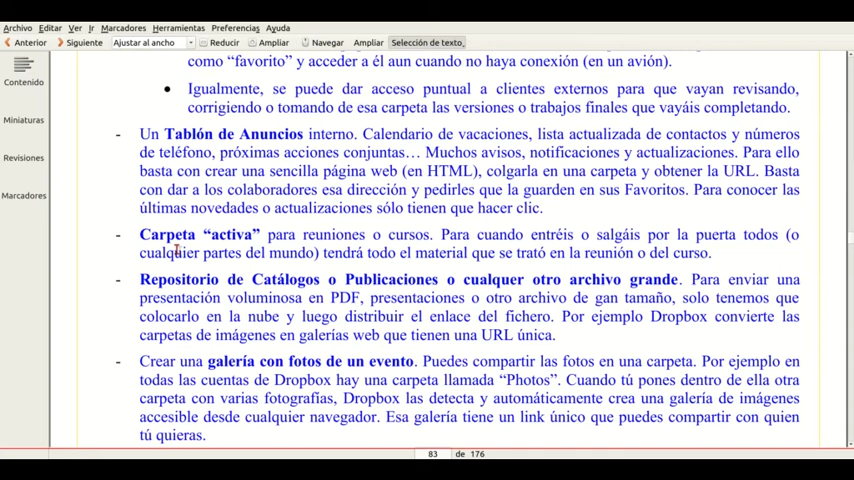 Archivo Editar Ver Ir Marcadores Herramientas Preferencias Ayuda
Anterior Siguiente Ajustar al ancho Reducir Ampliar Navegar Ampliar Selección de texto
Contenido
Miniaturas
Revisiones
Marcadores
como “favorito” y acceder a él aun cuando no haya conexión (en un avión).
• Igualmente, se puede dar acceso puntual a clientes externos para que vayan revisando,
corrigiendo o tomando de esa carpeta las versiones o trabajos finales que vayáis completando.
- Un Tablón de Anuncios interno. Calendario de vacaciones, lista actualizada de contactos y números
de teléfono, próximas acciones conjuntas… Muchos avisos, notificaciones y actualizaciones. Para ello
basta con crear una sencilla página web (en HTML), colgarla en una carpeta y obtener la URL. Basta
con dar a los colaboradores esa dirección y pedirles que la guarden en sus Favoritos. Para conocer las
últimas novedades o actualizaciones sólo tienen que hacer clic.
- Carpeta “activa” para reuniones o cursos. Para cuando entréis o salgáis por la puerta todos (o
cualquier partes del mundo) tendrá todo el material que se trató en la reunión o del curso.
- Repositorio de Catálogos o Publicaciones o cualquer otro archivo grande. Para enviar una
presentación voluminosa en PDF, presentaciones o otro archivo de gan tamaño, solo tenemos que
colocarlo en la nube y luego distribuir el enlace del fichero. Por ejemplo Dropbox convierte las
carpetas de imágenes en galerías web que tienen una URL única.
- Crear una galería con fotos de un evento. Puedes compartir las fotos en una carpeta. Por ejemplo en
todas las cuentas de Dropbox hay una carpeta llamada “Photos”. Cuando tú pones dentro de ella otra
carpeta con varias fotografías, Dropbox las detecta y automáticamente crea una galería de imágenes
accesible desde cualquier navegador. Esa galería tiene un link único que puedes compartir con quien
tú quieras.
83 de 176